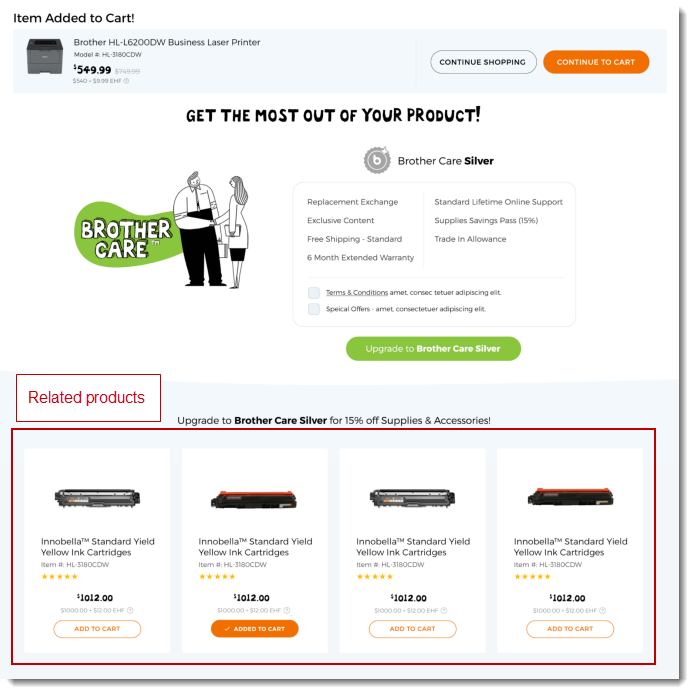 Item Added to Cart!
Brother HL-L6200DW Business Laser Printer
Model #: HL-3180CDW
$549.99 $749.99
$540 + $9.99 EHF ?
CONTINUE SHOPPING
CONTINUE TO CART
GET THE MOST OUT OF YOUR PRODUCT!
b
Brother Care Silver
BROTHER
CARE™
Replacement Exchange
Exclusive Content
Free Shipping - Standard
6 Month Extended Warranty
Standard Lifetime Online Support
Supplies Savings Pass (15%)
Trade In Allowance
Terms & Conditions amet, consec tetuer adipiscing elit.
Speical Offers - amet, consectetuer adipiscing elit.
Upgrade to Brother Care Silver
Related products
Upgrade to Brother Care Silver for 15% off Supplies & Accessories!
Innobella™ Standard Yield
Yellow Ink Cartridges
Item #: HL-3180CDW
$1012.00
$1000.00 + $12.00 EHF ?
ADD TO CART
Innobella™ Standard Yield
Yellow Ink Cartridges
Item #: HL-3180CDW
$1012.00
$1000.00 + $12.00 EHF ?
ADDED TO CART
Innobella™ Standard Yield
Yellow Ink Cartridges
Item #: HL-3180CDW
$1012.00
$1000.00 + $12.00 EHF ?
ADD TO CART
Innobella™ Standard Yield
Yellow Ink Cartridges
Item #: HL-3180CDW
$1012.00
$1000.00 + $12.00 EHF ?
ADD TO CART